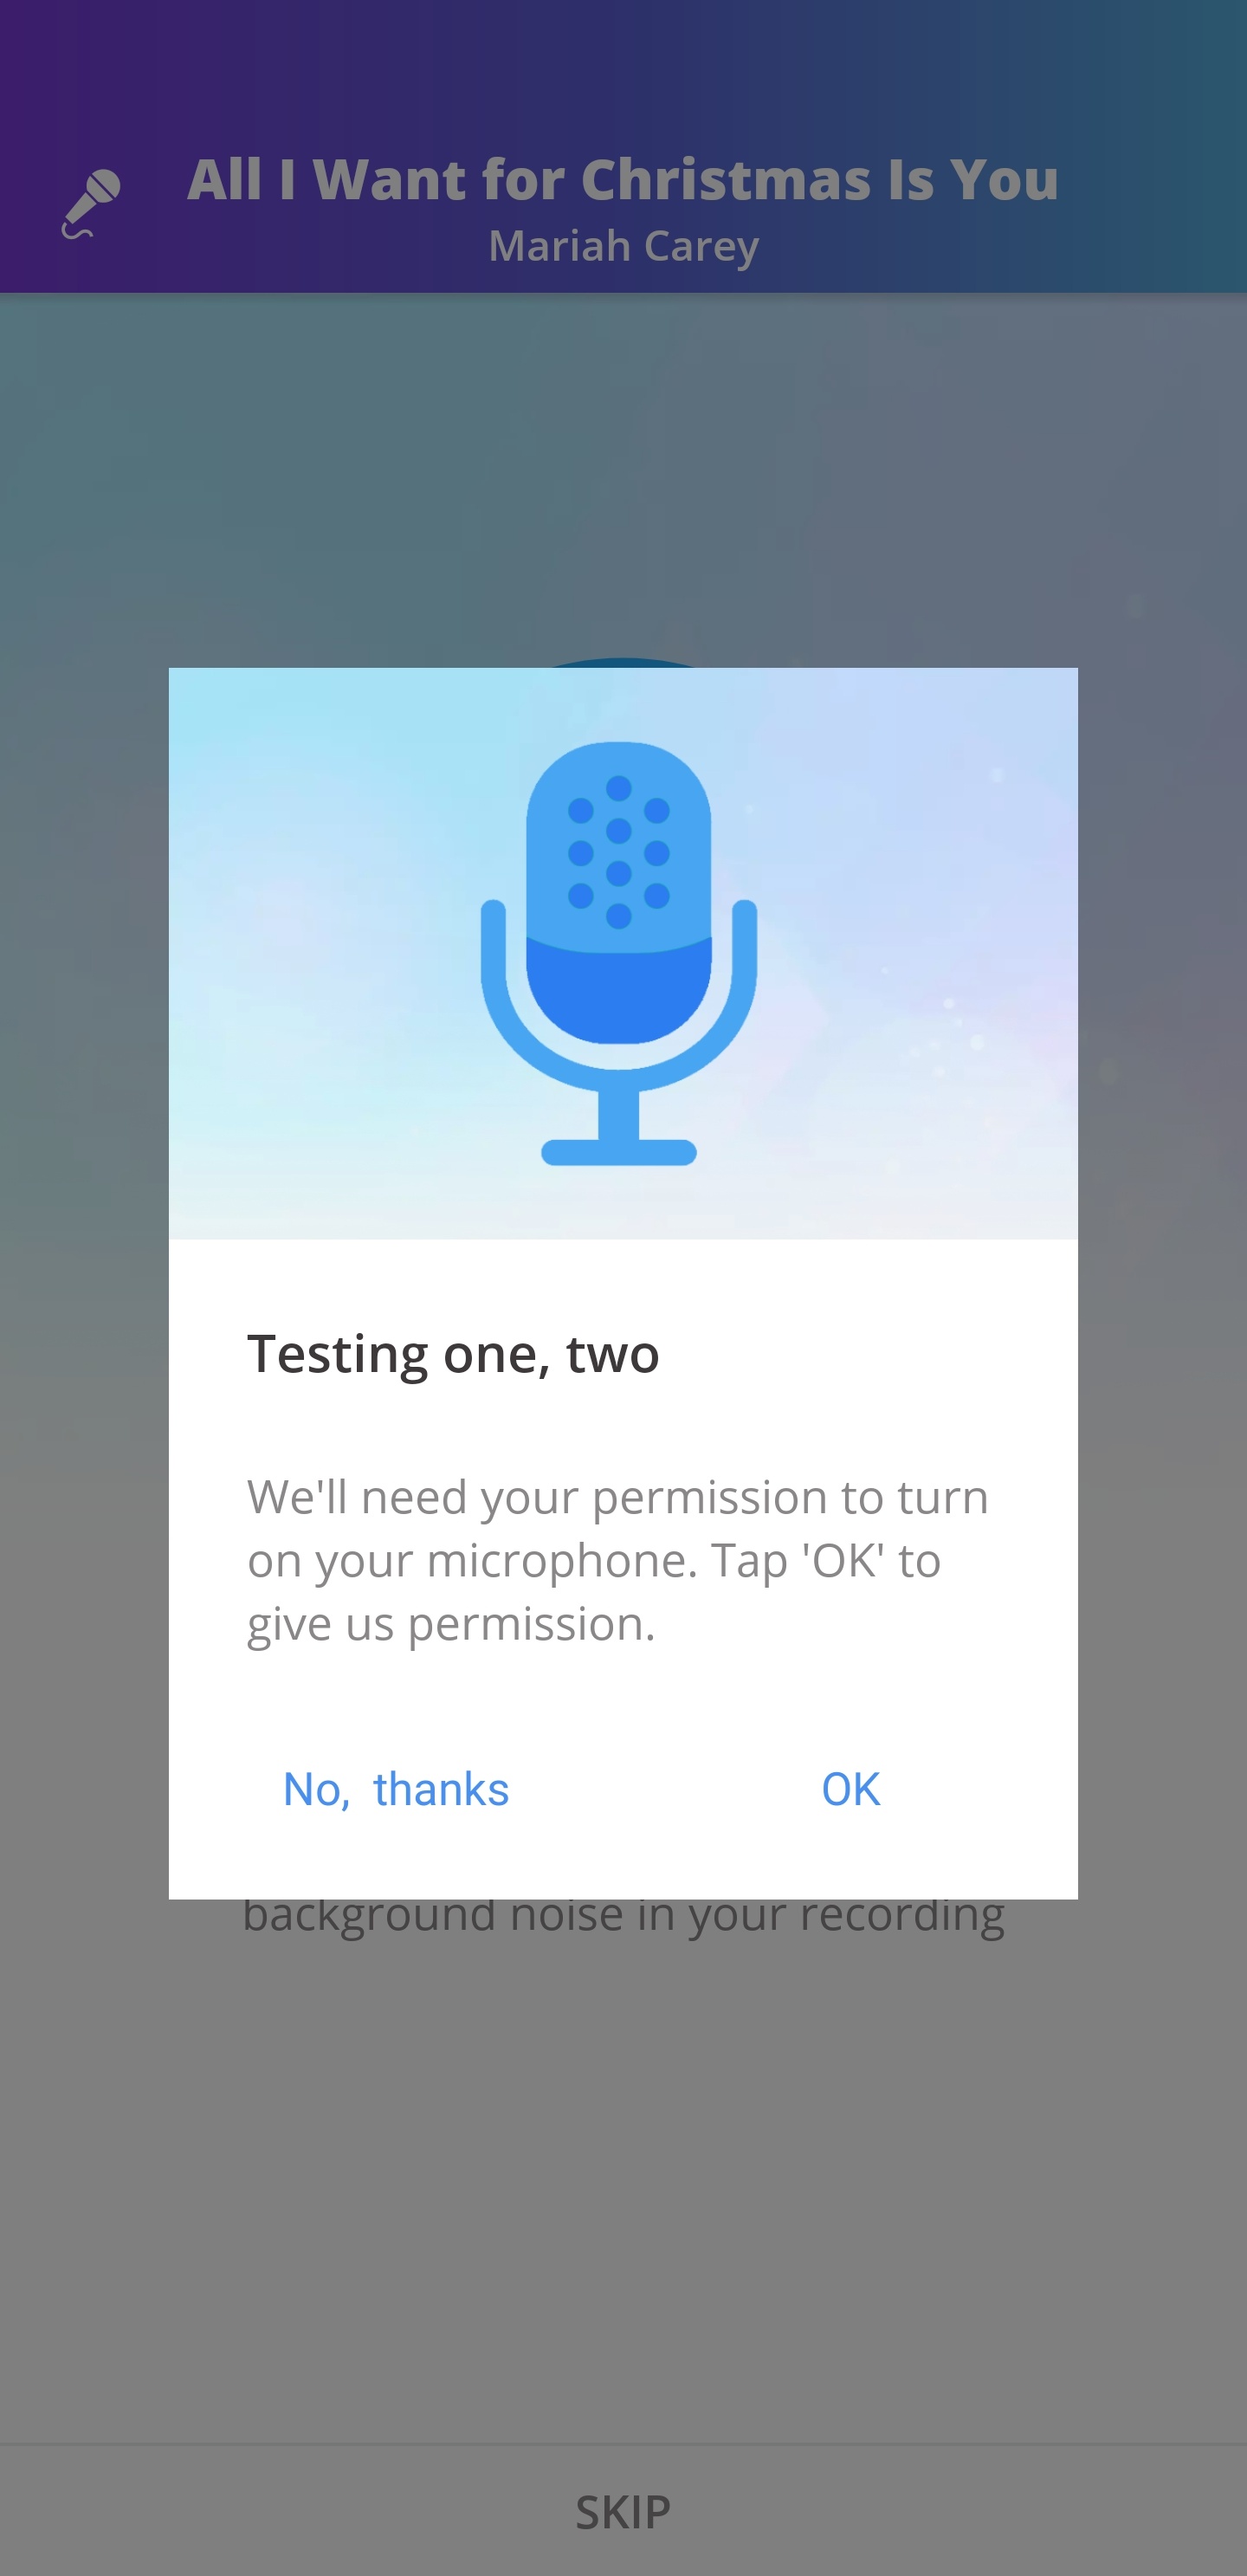 All I Want for Christmas Is You
Mariah Carey
Testing one, two
We'll need your permission to turn
on your microphone. Tap 'OK' to
give us permission.
No, thanks
OK
background noise in your recording
SKIP